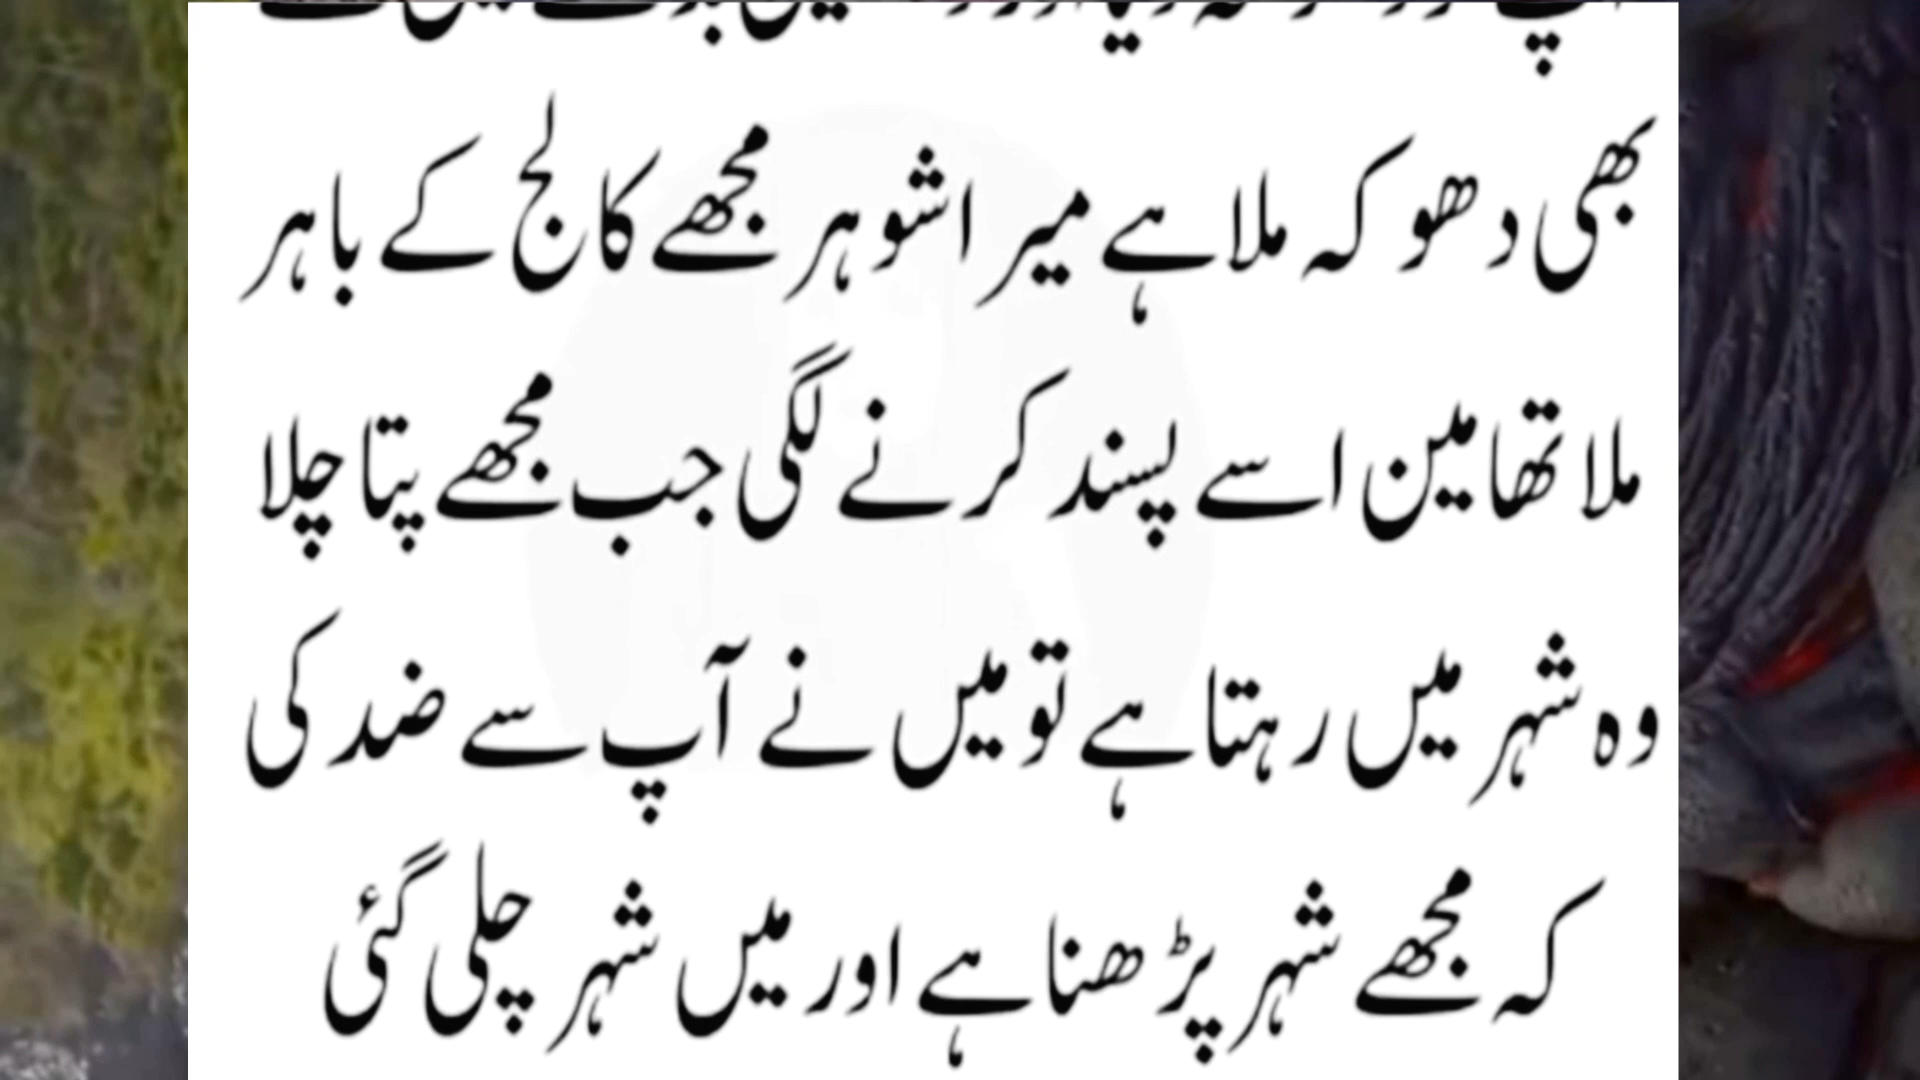 بھی دھوکہ ملا ہے میرا شوہر مجھے کالج کے باہر
ملا تھا مین اسے پسند کرنے لگی جب مجھے پتا چلا
وہ شہر میں رہتا ہے تو میں نے آپ سے ضد کی
کہ مجھے شہر پڑھنا ہے اور میں شہر چلی گئی